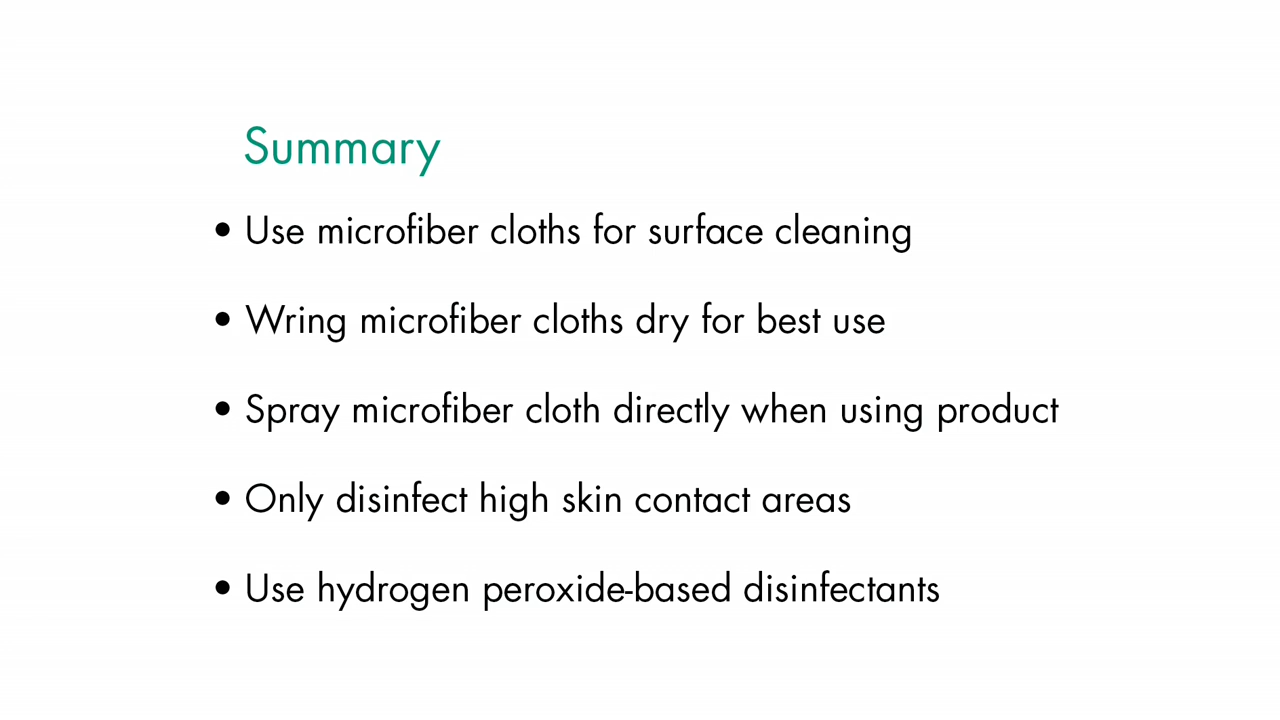 Summary
• Use microfiber cloths for surface cleaning
• Wring microfiber cloths dry for best use
• Spray microfiber cloth directly when using product
• Only disinfect high skin contact areas
• Use hydrogen peroxide-based disinfectants